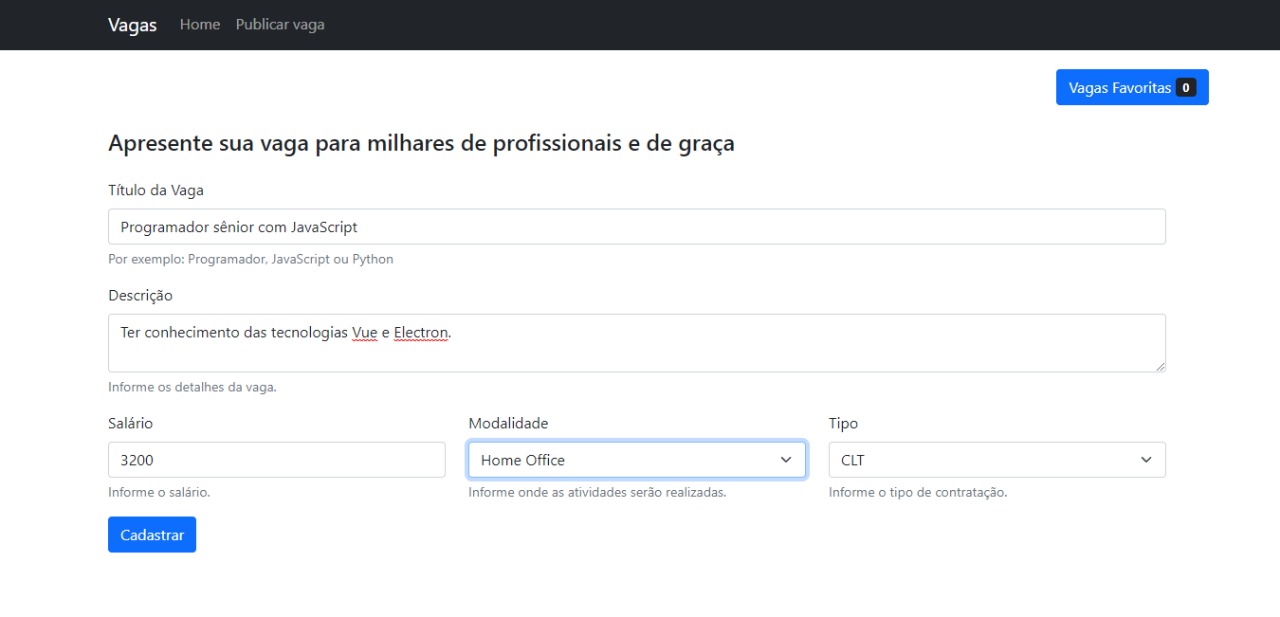 Vagas Home Publicar vaga
Vagas Favoritas 0
Apresente sua vaga para milhares de profissionais e de graça
Título da Vaga
Programador sênior com JavaScript
Por exemplo: Programador, JavaScript ou Python
Descrição
Ter conhecimento das tecnologias Vue e Electron.
Informe os detalhes da vaga.
Salário Modalidade Tipo
3200 Home Office CLT
Informe o salário. Informe onde as atividades serão realizadas. Informe o tipo de contratação.
Cadastrar